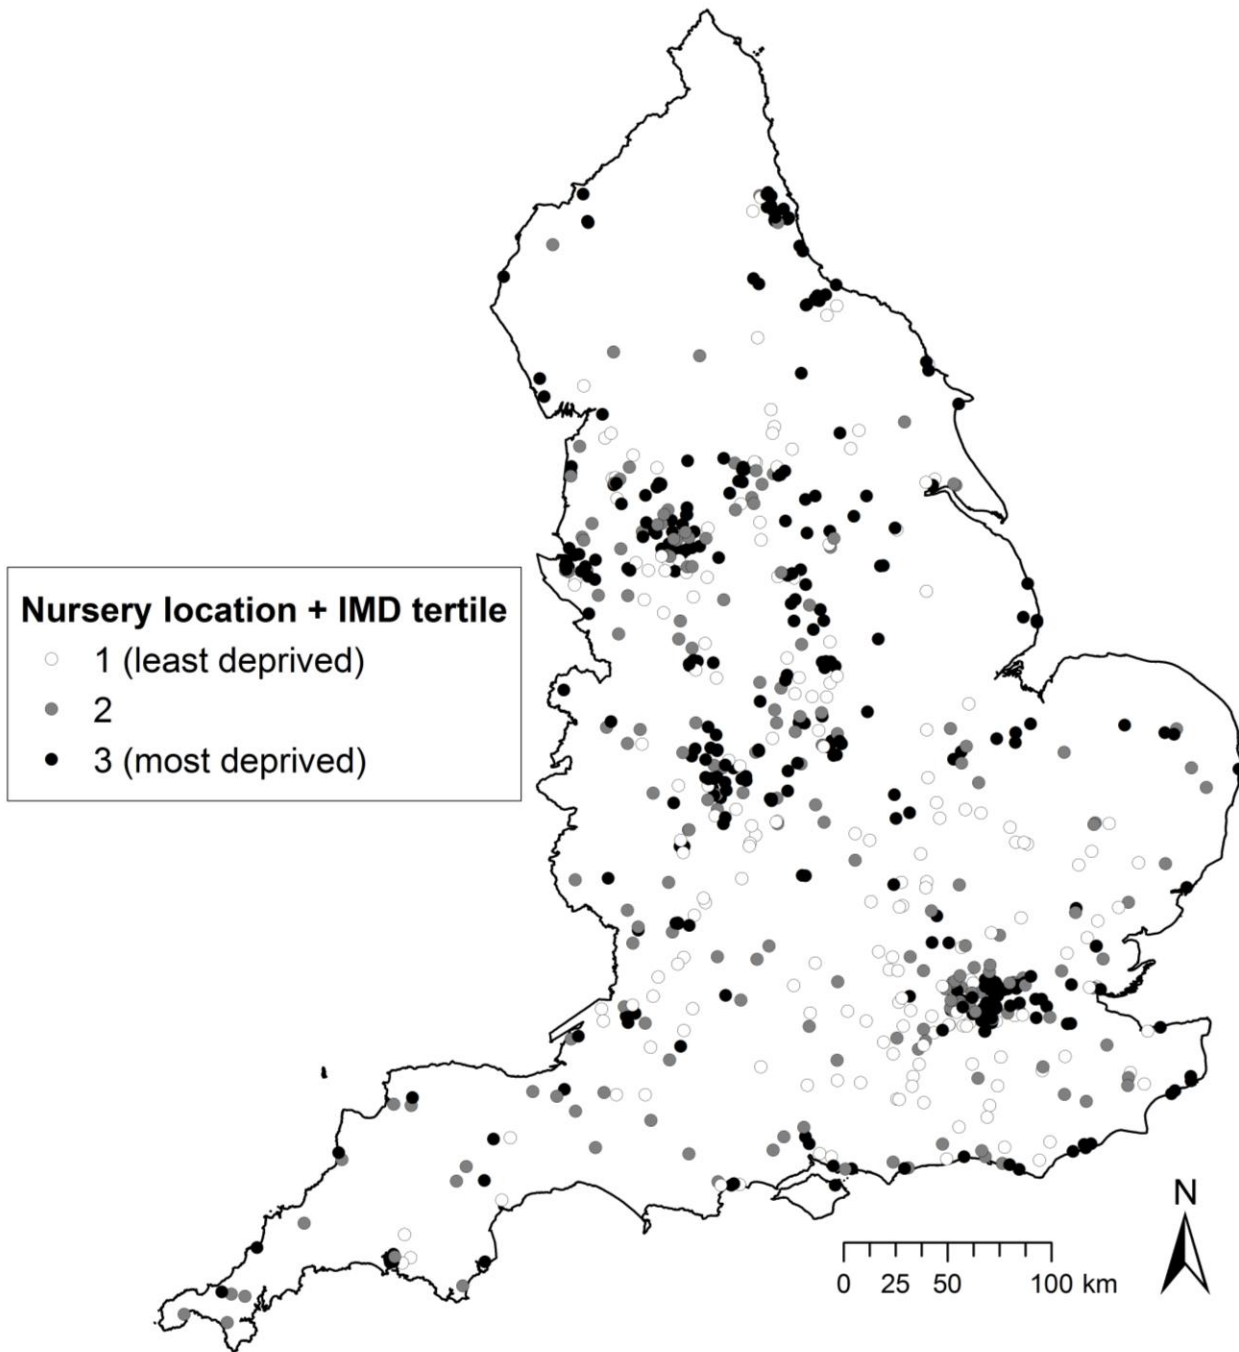 Nursery location + IMD tertile
1 (least deprived)
2
3 (most deprived)
N
0 25 50 100 km